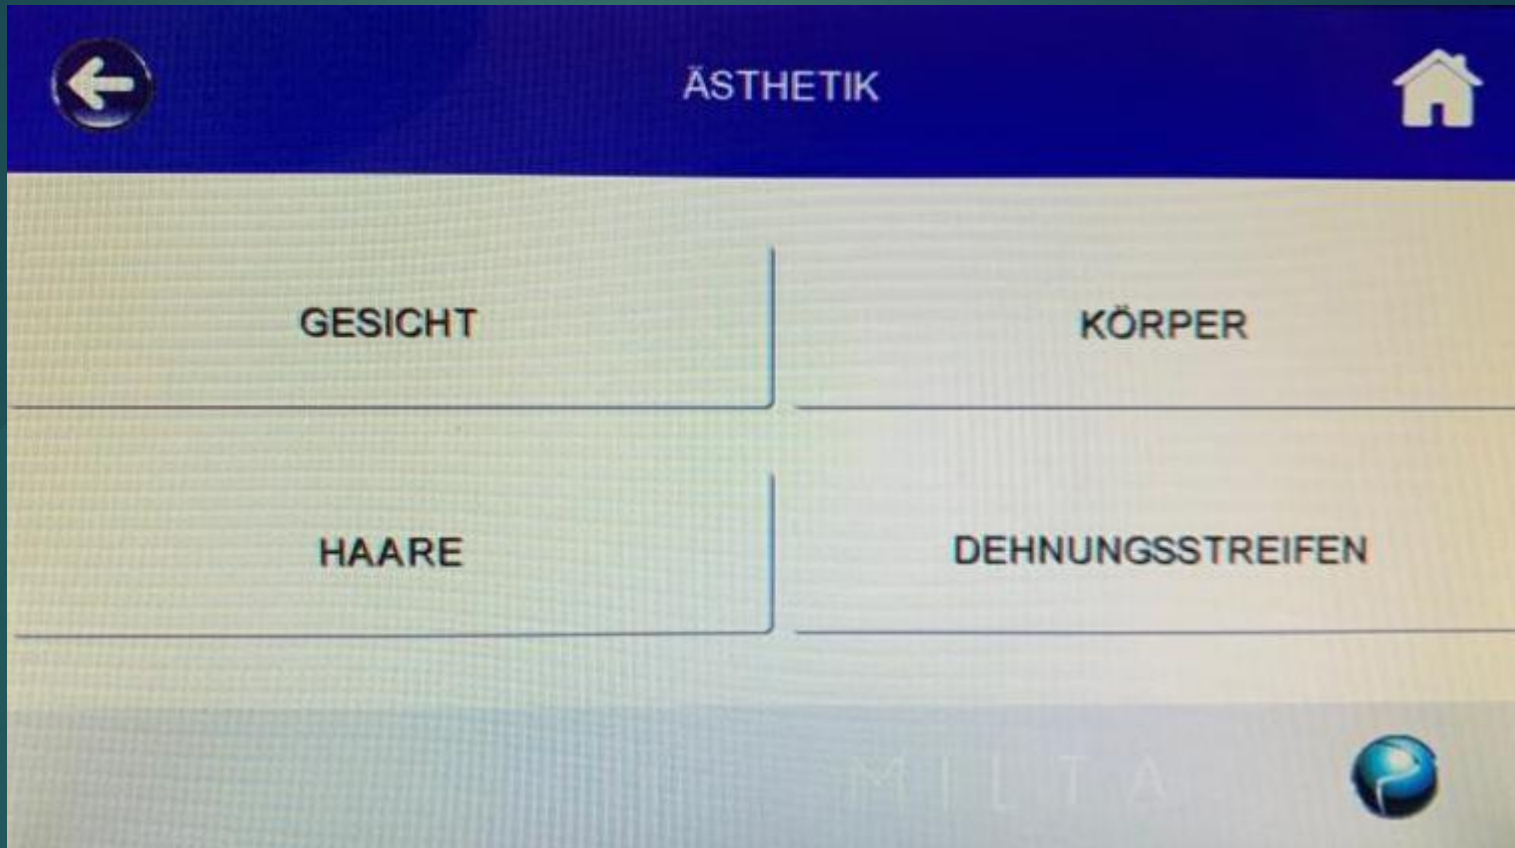 ÄSTHETIK
GESICHT
KÖRPER
HAARE
DEHNUNGSSTREIFEN
MILTA